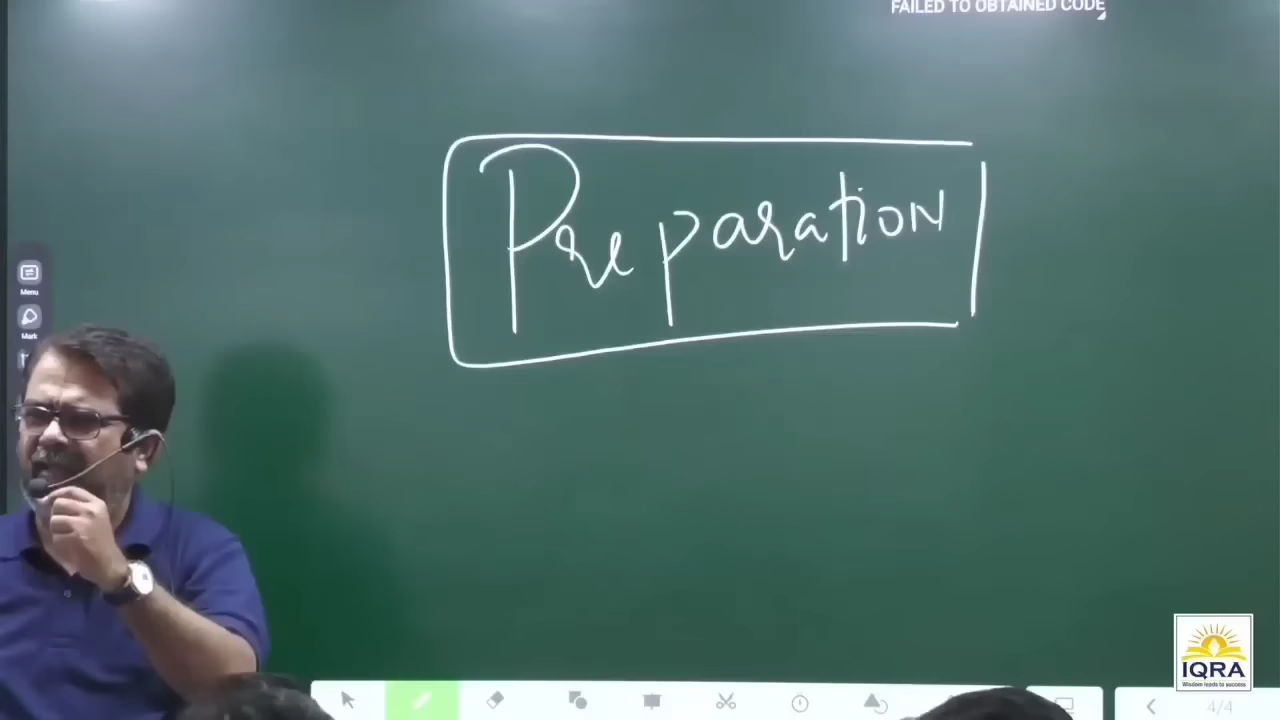 FAILED TO OBTAINED CODE
Preparation
Menu
Mark
IQRA
Wisdom leads to success
4/4